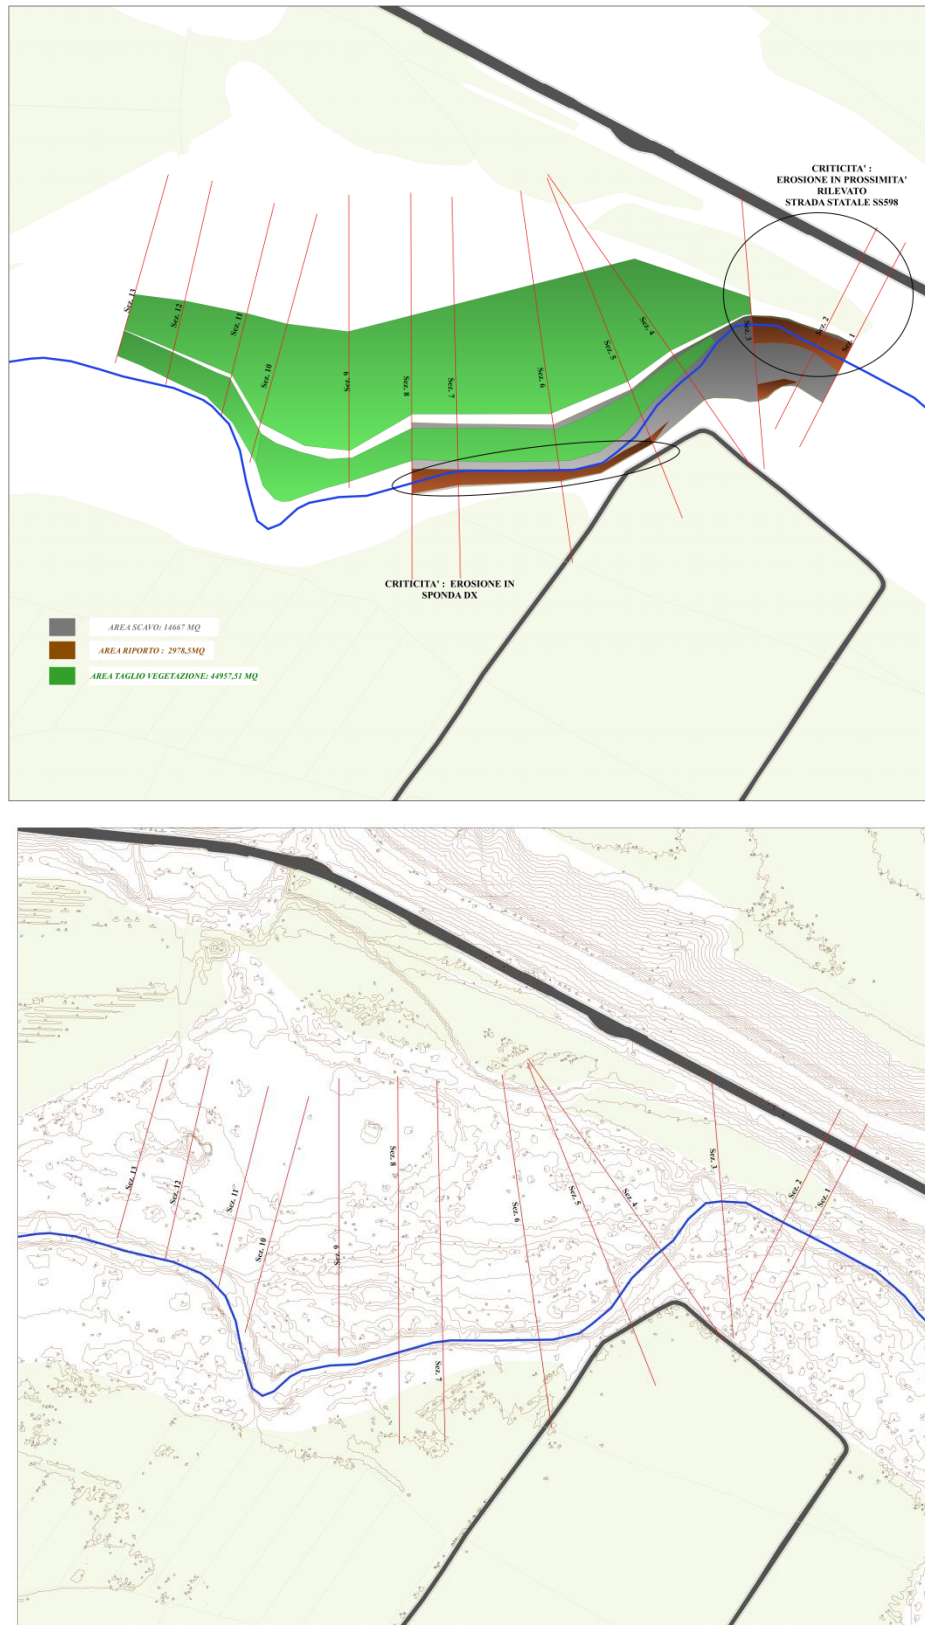 CRITICITA' :
EROSIONE IN PROSSIMITA'
RILEVATO
STRADA STATALE SS598
Sez. 13
Sez. 12
Sez. 11
Sez. 10
Sez. 9
Sez. 8
Sez. 7
Sez. 6
Sez. 5
Sez. 4
Sez. 3
Sez. 2
Sez. 1
CRITICITA' : EROSIONE IN
SPONDA DX
AREA SCAVO: 14667 MQ
AREA RIPORTO : 2978,5MQ
AREA TAGLIO VEGETAZIONE: 44957,51 MQ
Sez. 13
Sez. 12
Sez. 11
Sez. 10
Sez. 9
Sez. 8
Sez. 7
Sez. 6
Sez. 5
Sez. 4
Sez. 3
Sez. 2
Sez. 1